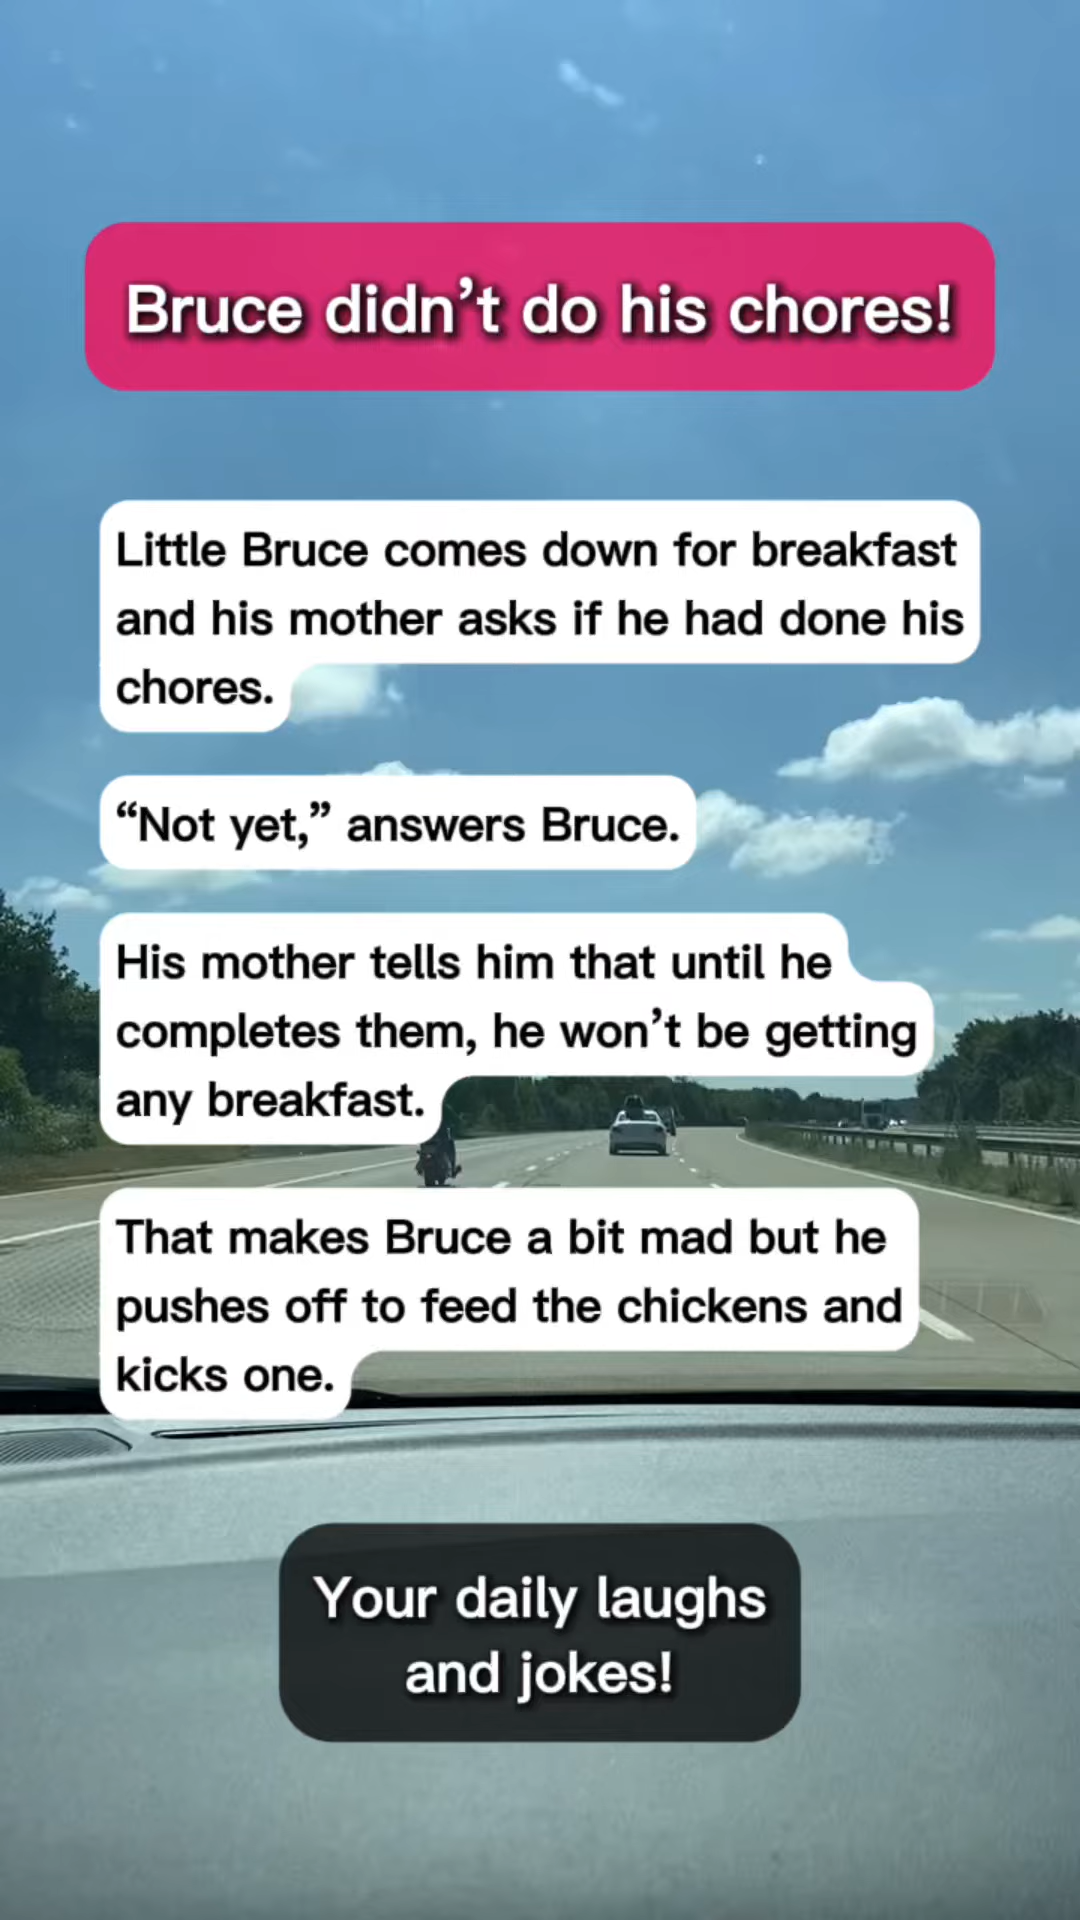 Bruce didn’t do his chores!
Little Bruce comes down for breakfast
and his mother asks if he had done his
chores.
“Not yet,” answers Bruce.
His mother tells him that until he
completes them, he won’t be getting
any breakfast.
That makes Bruce a bit mad but he
pushes off to feed the chickens and
kicks one.
Your daily laughs
and jokes!